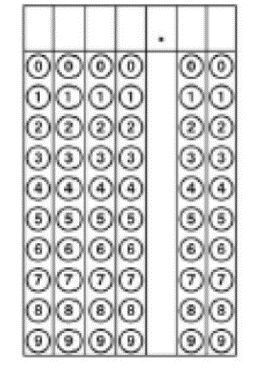 .
0 0 0 0 0 0
1 1 1 1 1 1
2 2 2 2 2 2
3 3 3 3 3 3
4 4 4 4 4 4
5 5 5 5 5 5
6 6 6 6 6 6
7 7 7 7 7 7
8 8 8 8 8 8
9 9 9 9 9 9